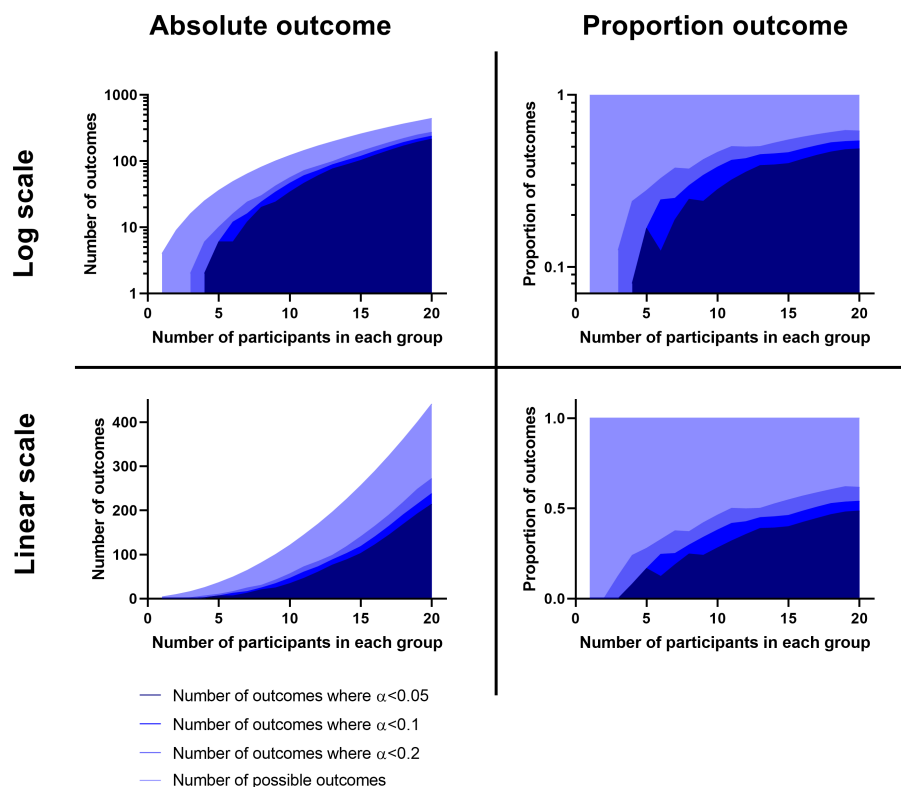 Absolute outcome
Proportion outcome
Log scale
Number of outcomes
1000
100
10
1
0
5
10
15
20
Number of participants in each group
Proportion of outcomes
1
0.1
0
5
10
15
20
Number of participants in each group
Linear scale
Number of outcomes
400
300
200
100
0
0
5
10
15
20
Number of participants in each group
Proportion of outcomes
1.0
0.5
0.0
0
5
10
15
20
Number of participants in each group
Number of outcomes where α<0.05
Number of outcomes where α<0.1
Number of outcomes where α<0.2
Number of possible outcomes